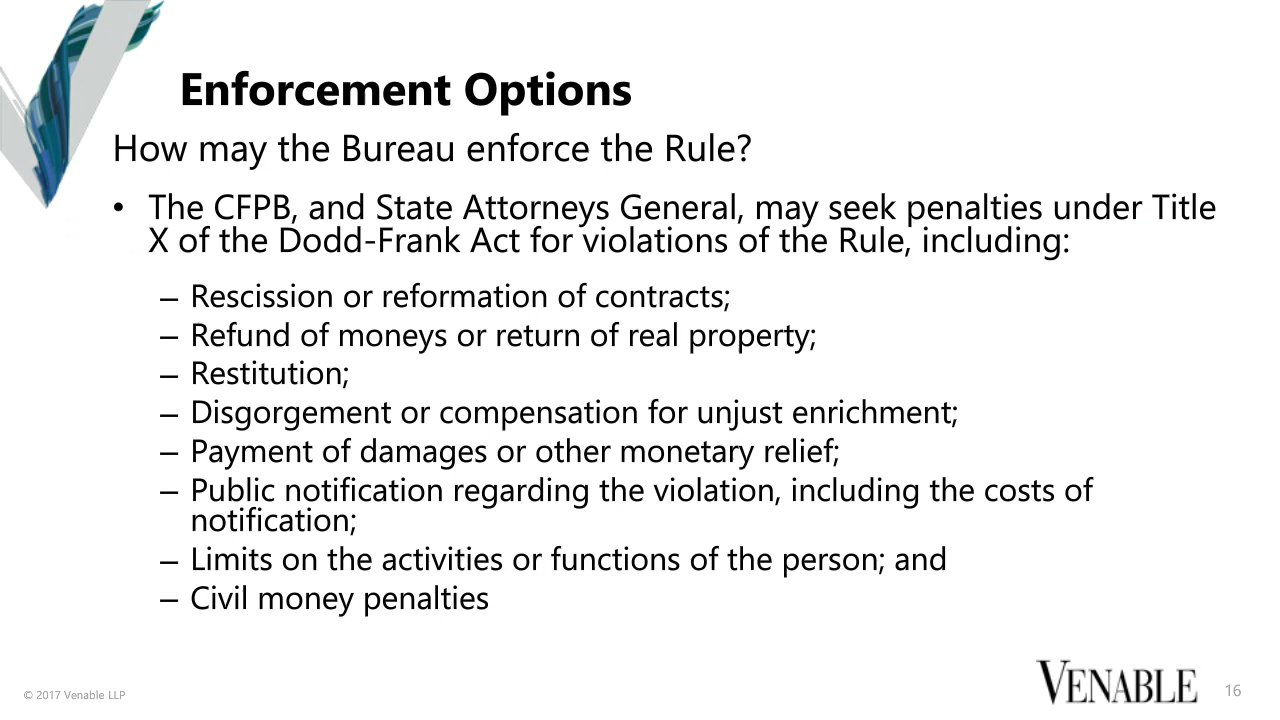 Enforcement Options
How may the Bureau enforce the Rule?
• The CFPB, and State Attorneys General, may seek penalties under Title
X of the Dodd-Frank Act for violations of the Rule, including:
– Rescission or reformation of contracts;
– Refund of moneys or return of real property;
– Restitution;
– Disgorgement or compensation for unjust enrichment;
– Payment of damages or other monetary relief;
– Public notification regarding the violation, including the costs of
notification;
– Limits on the activities or functions of the person; and
– Civil money penalties
© 2017 Venable LLP
VENABLE
16